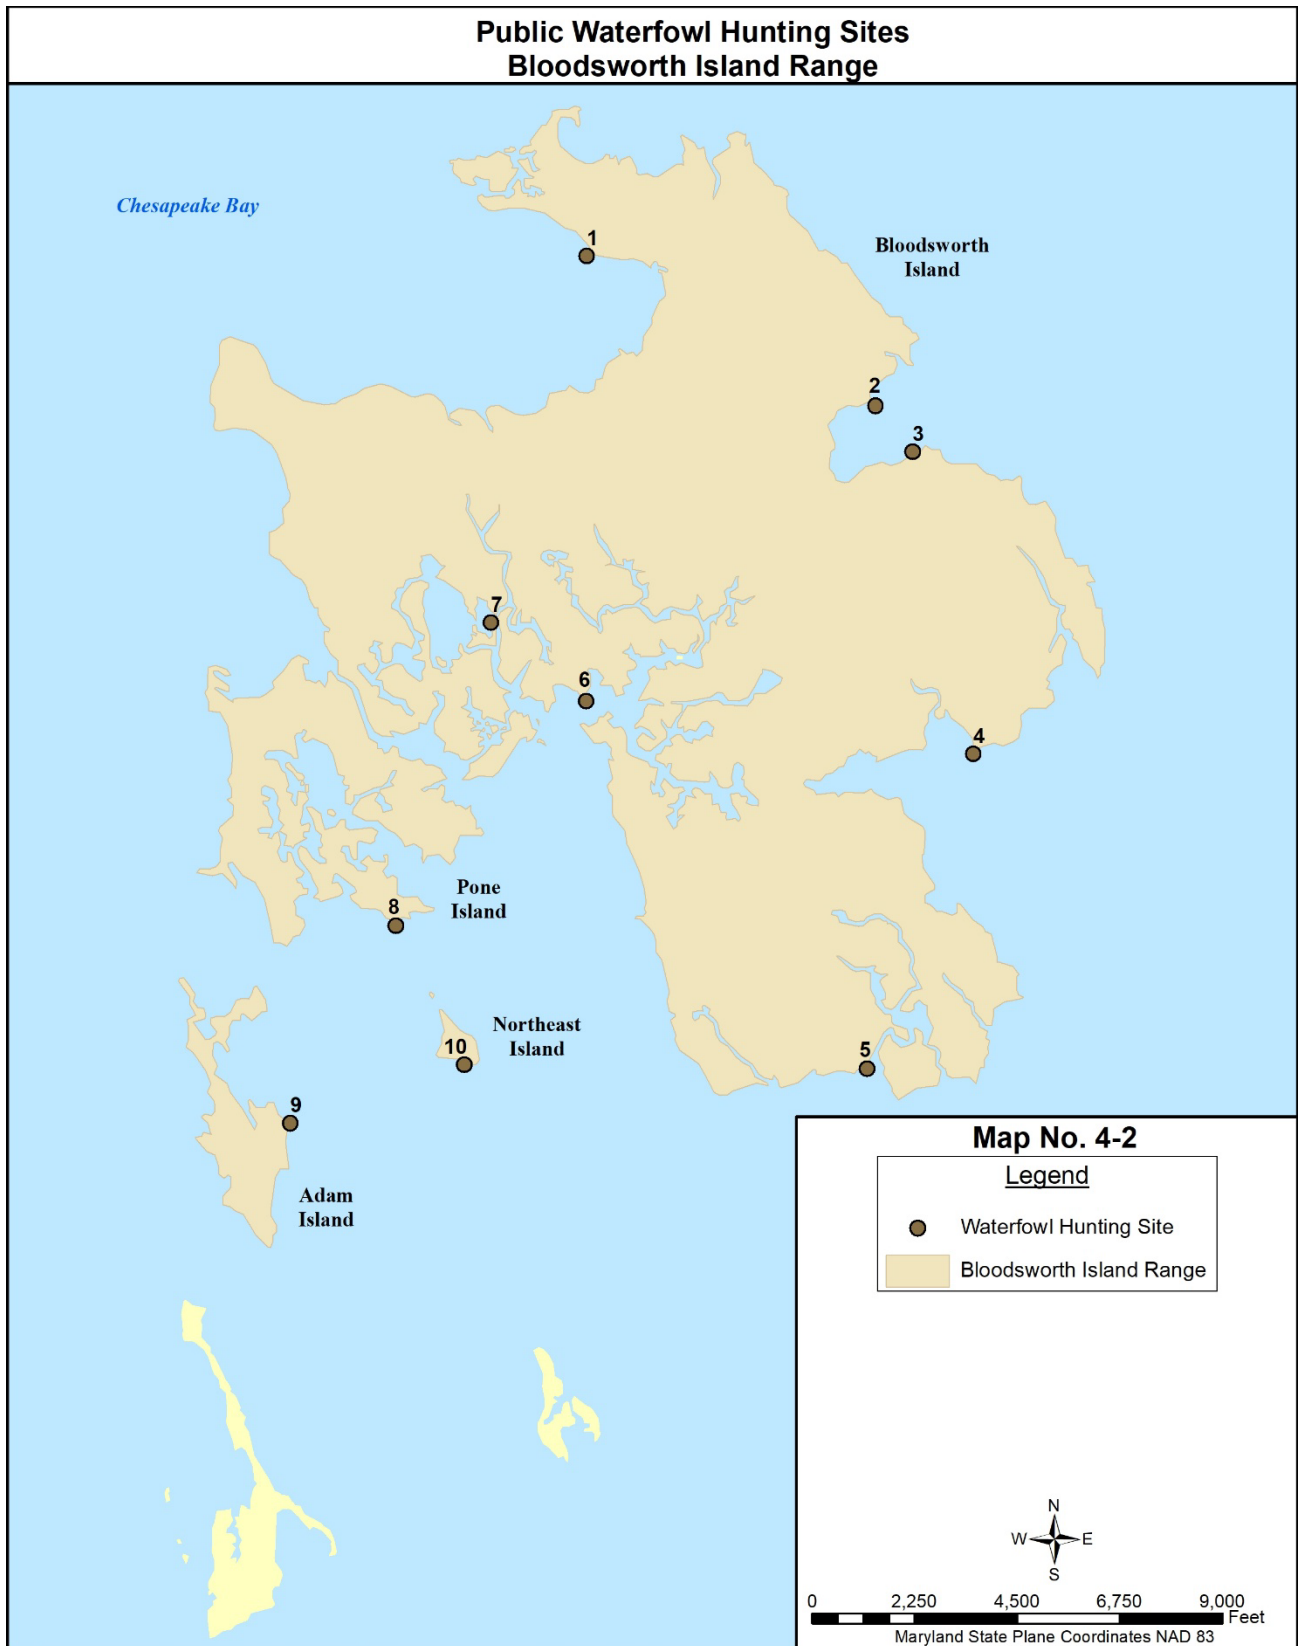 Public Waterfowl Hunting Sites
Bloodsworth Island Range
Chesapeake Bay
1
Bloodsworth
Island
2
3
7
6
4
Pone
Island
8
Northeast
Island
10
5
9
Adam
Island
Map No. 4-2
Legend
Waterfowl Hunting Site
Bloodsworth Island Range
N
W E
S
0 2,250 4,500 6,750 9,000
Feet
Maryland State Plane Coordinates NAD 83